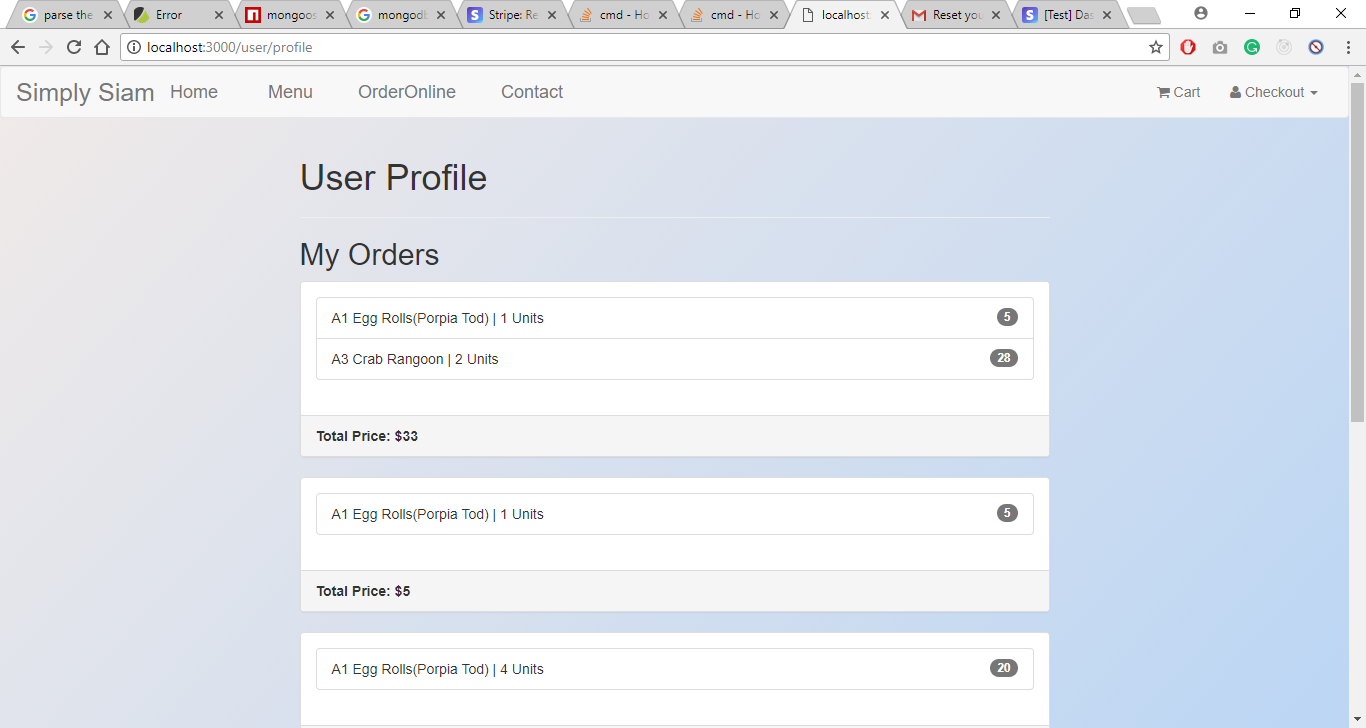 parse the
Error
mongoos
mongodb
Stripe: Re
cmd - Ho
cmd - Ho
localhost:
Reset you
[Test] Das
localhost:3000/user/profile
Simply Siam Home Menu OrderOnline Contact Cart Checkout
User Profile
My Orders
A1 Egg Rolls(Porpia Tod) | 1 Units 5
A3 Crab Rangoon | 2 Units 28
Total Price: $33
A1 Egg Rolls(Porpia Tod) | 1 Units 5
Total Price: $5
A1 Egg Rolls(Porpia Tod) | 4 Units 20